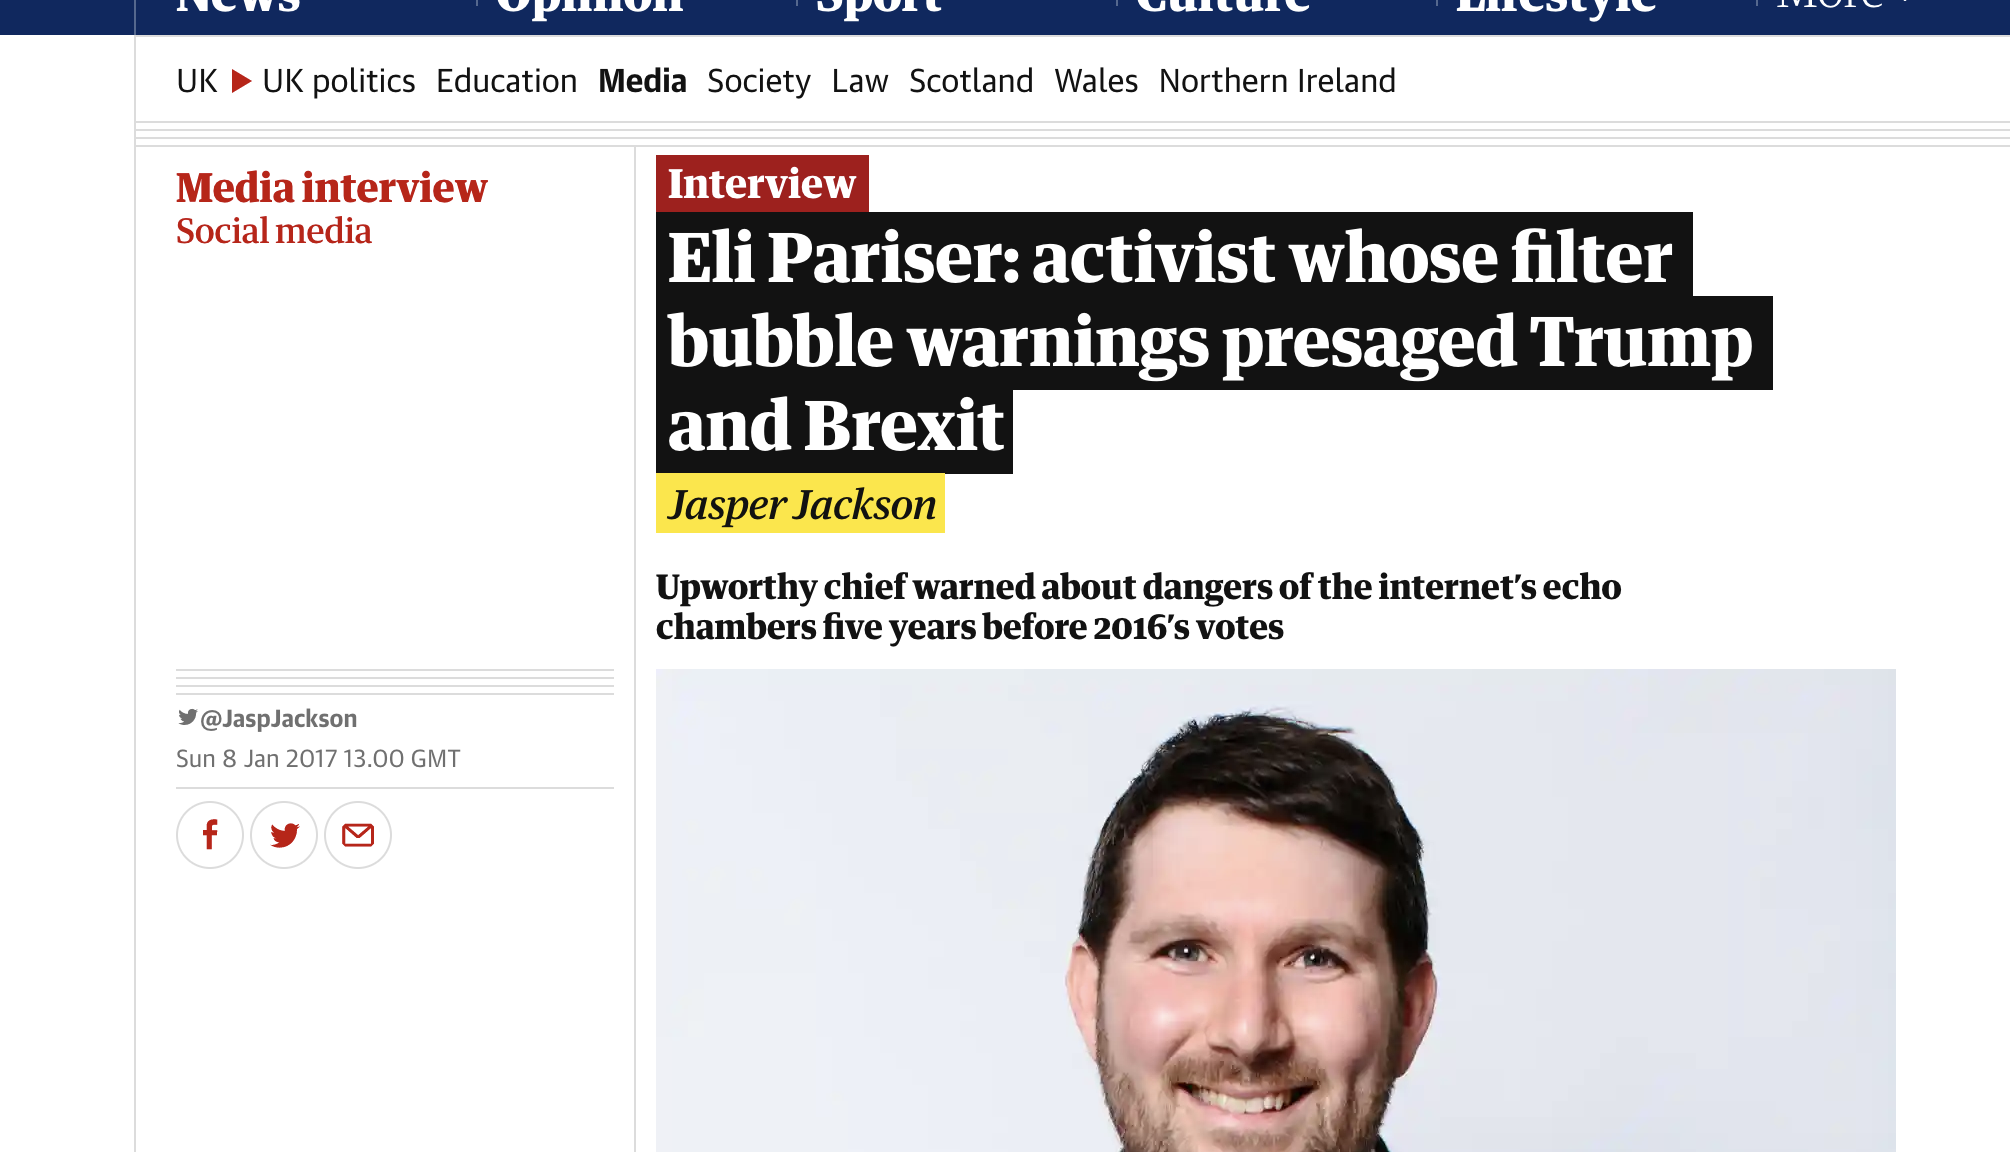 News Opinion Sport Culture Lifestyle More
UK UK politics Education Media Society Law Scotland Wales Northern Ireland
Media interview
Social media
Interview
Eli Pariser: activist whose filter
bubble warnings presaged Trump
and Brexit
Jasper Jackson
Upworthy chief warned about dangers of the internet’s echo
chambers five years before 2016’s votes
@JaspJackson
Sun 8 Jan 2017 13.00 GMT